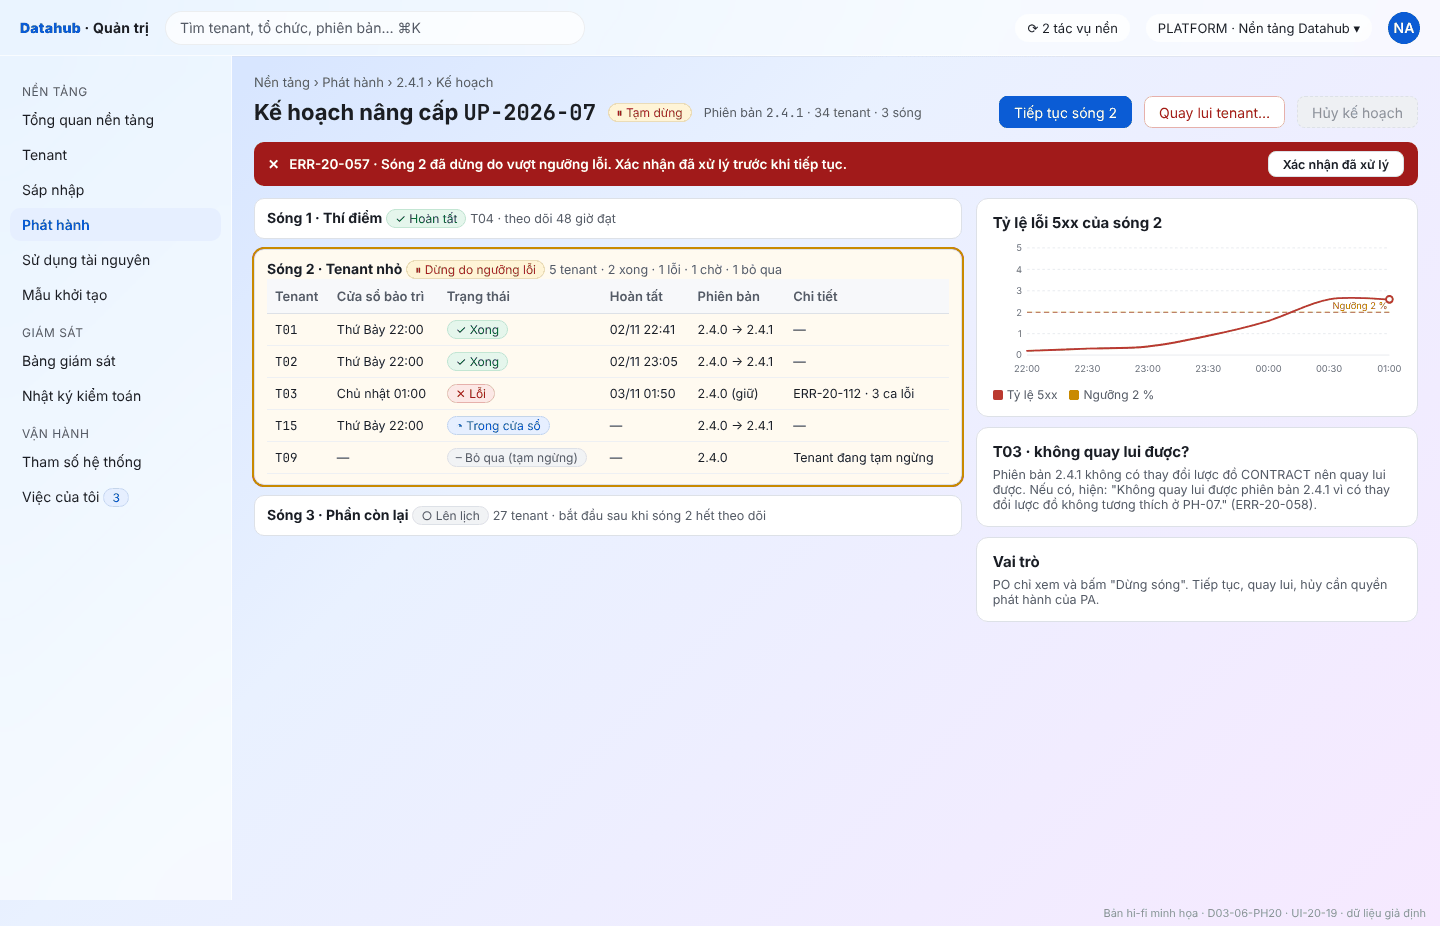 Datahub · Quản trị
Tìm tenant, tổ chức, phiên bản... ⌘K
⟳ 2 tác vụ nền
PLATFORM · Nền tảng Datahub ▾
NA
NỀN TẢNG
Tổng quan nền tảng
Tenant
Sáp nhập
Phát hành
Sử dụng tài nguyên
Mẫu khởi tạo
GIÁM SÁT
Bảng giám sát
Nhật ký kiểm toán
VẬN HÀNH
Tham số hệ thống
Việc của tôi 3
Nền tảng › Phát hành › 2.4.1 › Kế hoạch
Kế hoạch nâng cấp UP-2026-07
⏸ Tạm dừng
Phiên bản 2.4.1 · 34 tenant · 3 sóng
Tiếp tục sóng 2
Quay lui tenant...
Hủy kế hoạch
✕ ERR-20-057 · Sóng 2 đã dừng do vượt ngưỡng lỗi. Xác nhận đã xử lý trước khi tiếp tục.
Xác nhận đã xử lý
Sóng 1 · Thí điểm ✓ Hoàn tất T04 · theo dõi 48 giờ đạt
Sóng 2 · Tenant nhỏ ⏸ Dừng do ngưỡng lỗi 5 tenant · 2 xong · 1 lỗi · 1 chờ · 1 bỏ qua
Tenant Cửa sổ bảo trì Trạng thái Hoàn tất Phiên bản Chi tiết
T01 Thứ Bảy 22:00 ✓ Xong 02/11 22:41 2.4.0 → 2.4.1 —
T02 Thứ Bảy 22:00 ✓ Xong 02/11 23:05 2.4.0 → 2.4.1 —
T03 Chủ nhật 01:00 ✕ Lỗi 03/11 01:50 2.4.0 (giữ) ERR-20-112 · 3 ca lỗi
T15 Thứ Bảy 22:00 Trong cửa sổ — 2.4.0 → 2.4.1 —
T09 — – Bỏ qua (tạm ngừng) — 2.4.0 Tenant đang tạm ngừng
Sóng 3 · Phần còn lại ○ Lên lịch 27 tenant · bắt đầu sau khi sóng 2 hết theo dõi
Tỷ lệ lỗi 5xx của sóng 2
5
4
3
2
1
0
Ngưỡng 2 %
22:00 22:30 23:00 23:30 00:00 00:30 01:00
Tỷ lệ 5xx Ngưỡng 2 %
T03 · không quay lui được?
Phiên bản 2.4.1 không có thay đổi lược đồ CONTRACT nên quay lui
được. Nếu có, hiện: "Không quay lui được phiên bản 2.4.1 vì có thay
đổi lược đồ không tương thích ở PH-07." (ERR-20-058).
Vai trò
PO chỉ xem và bấm "Dừng sóng". Tiếp tục, quay lui, hủy cần quyền
phát hành của PA.
Bản hi-fi minh họa · D03-06-PH20 · UI-20-19 · dữ liệu giả định